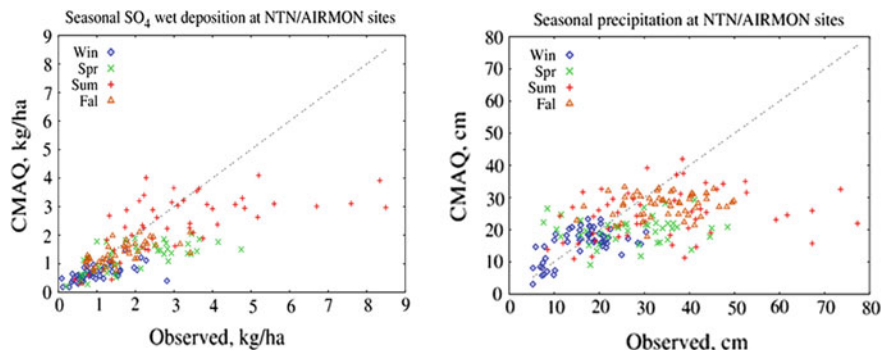 Seasonal SO₄ wet deposition at NTN/AIRMON sites
9
8
7
6
5
4
3
2
1
0
Win
Spr
Sum
Fal
CMAQ, kg/ha
0 1 2 3 4 5 6 7 8 9
Observed, kg/ha
Seasonal precipitation at NTN/AIRMON sites
80
70
60
50
40
30
20
10
0
Win
Spr
Sum
Fal
CMAQ, cm
0 10 20 30 40 50 60 70 80
Observed, cm